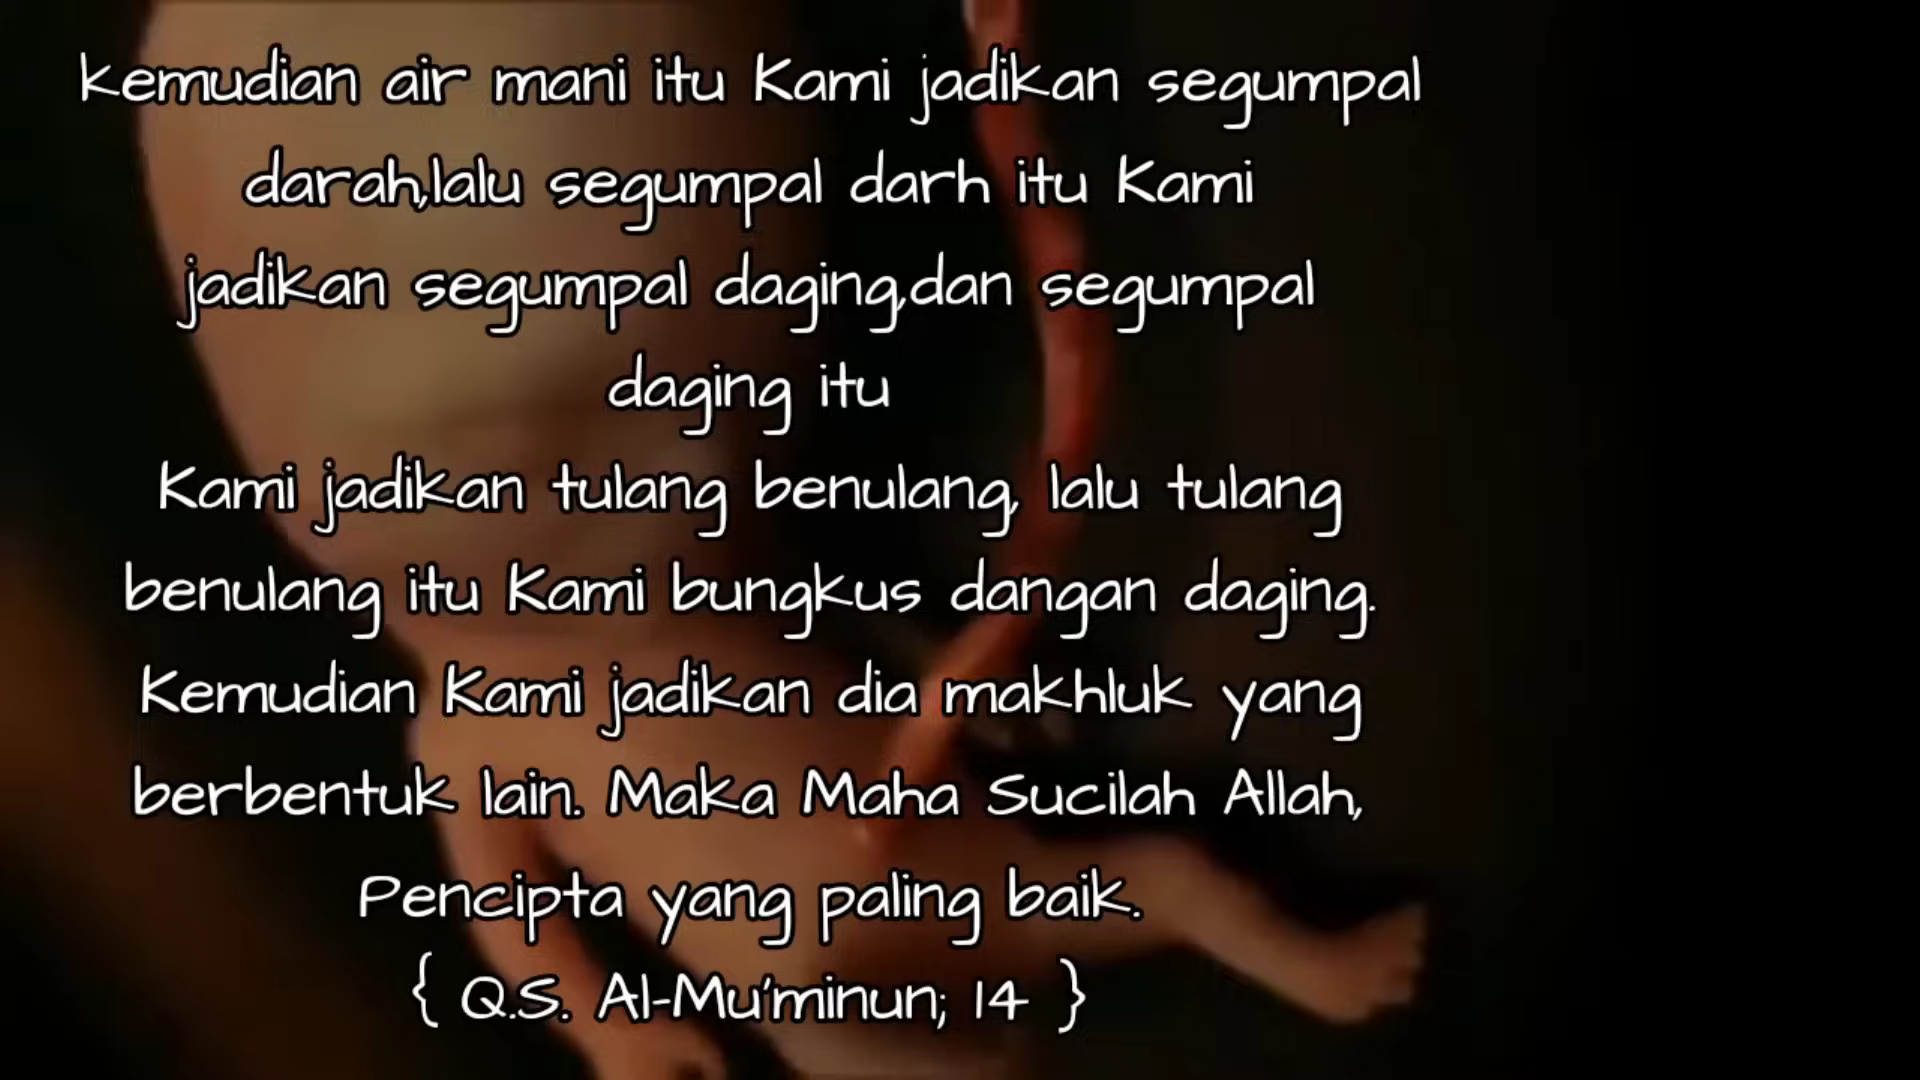 kemudian air mani itu Kami jadikan segumpal
darah,lalu segumpal darh itu Kami
jadikan segumpal daging,dan segumpal
daging itu
Kami jadikan tulang benulang, lalu tulang
benulang itu Kami bungkus dangan daging.
Kemudian Kami jadikan dia makhluk yang
berbentuk lain. Maka Maha Sucilah Allah,
Pencipta yang paling baik.
{ Q.S. Al-Mu'minun; 14 }